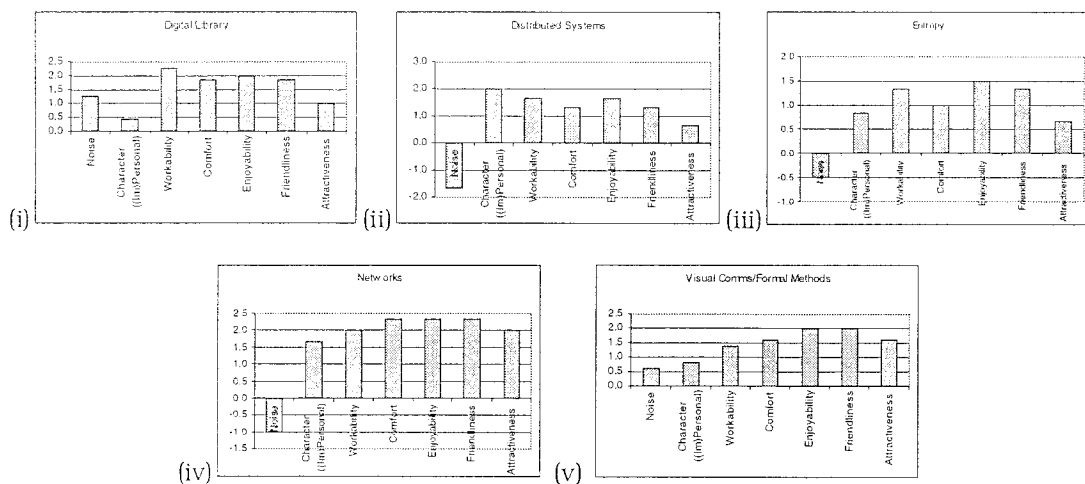 Digital Library
2.5
2.0
1.5
1.0
0.5
0.0
Noise
Character
((Im)Personal)
Workability
Comfort
Enjoyability
Friendliness
Attractiveness
(i)
Distributed Systems
3.0
2.0
1.0
0.0
-1.0
-2.0
Noise
Character
((Im)Personal)
Workability
Comfort
Enjoyability
Friendliness
Attractiveness
(ii)
Entropy
2.0
1.5
1.0
0.5
0.0
-0.5
-1.0
Noise
Character
((Im)Personal)
Workability
Comfort
Enjoyability
Friendliness
Attractiveness
(iii)
Networks
2.5
2.0
1.5
1.0
0.5
0.0
-0.5
-1.0
-1.5
Noise
Character
((Im)Personal)
Workability
Comfort
Enjoyability
Friendliness
Attractiveness
(iv)
Visual Comms/Formal Methods
2.5
2.0
1.5
1.0
0.5
0.0
Noise
Character
((Im)Personal)
Workability
Comfort
Enjoyability
Friendliness
Attractiveness
(v)